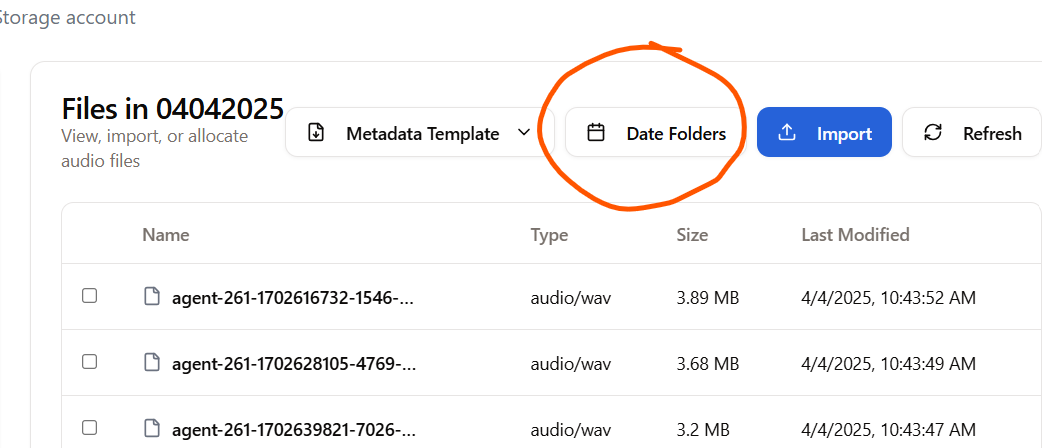 Storage account
Files in 04042025
View, import, or allocate
audio files
Metadata Template
Date Folders
Import
Refresh
Name Type Size Last Modified
agent-261-1702616732-1546-... audio/wav 3.89 MB 4/4/2025, 10:43:52 AM
agent-261-1702628105-4769-... audio/wav 3.68 MB 4/4/2025, 10:43:49 AM
agent-261-1702639821-7026-... audio/wav 3.2 MB 4/4/2025, 10:43:47 AM